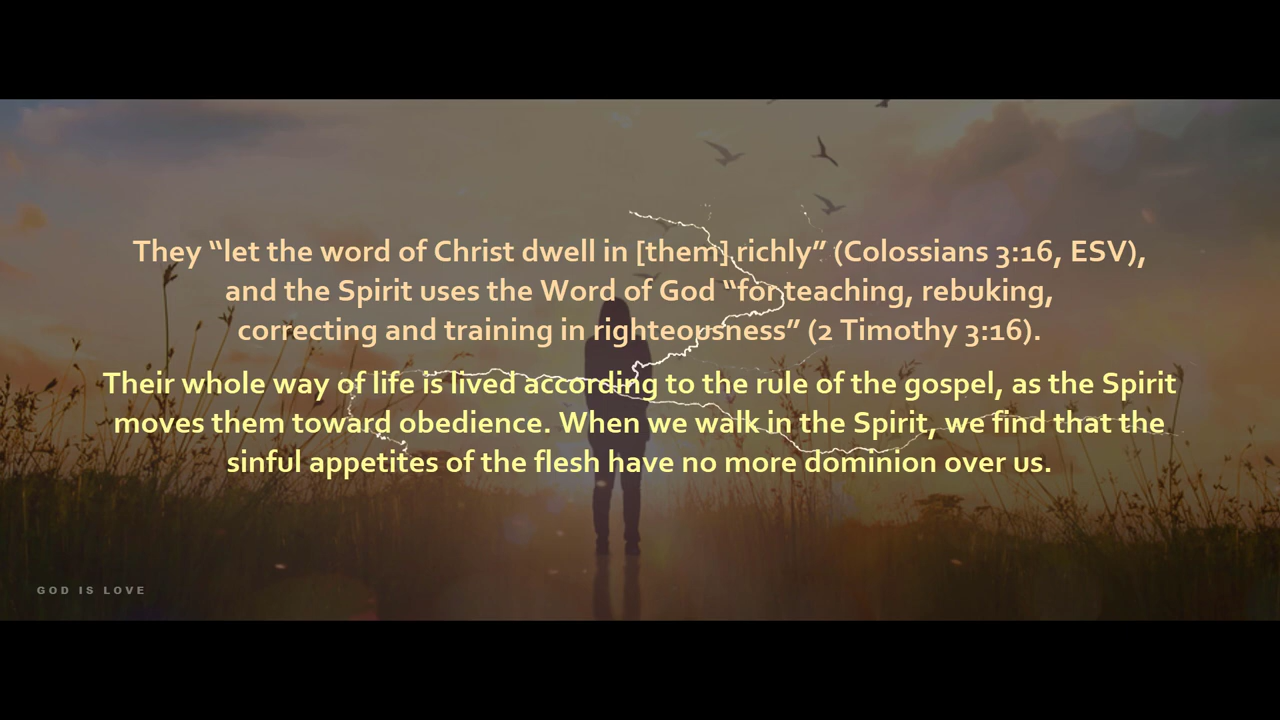 They “let the word of Christ dwell in [them] richly” (Colossians 3:16, ESV),
and the Spirit uses the Word of God “for teaching, rebuking,
correcting and training in righteousness” (2 Timothy 3:16).
Their whole way of life is lived according to the rule of the gospel, as the Spirit
moves them toward obedience. When we walk in the Spirit, we find that the
sinful appetites of the flesh have no more dominion over us.
GOD IS LOVE